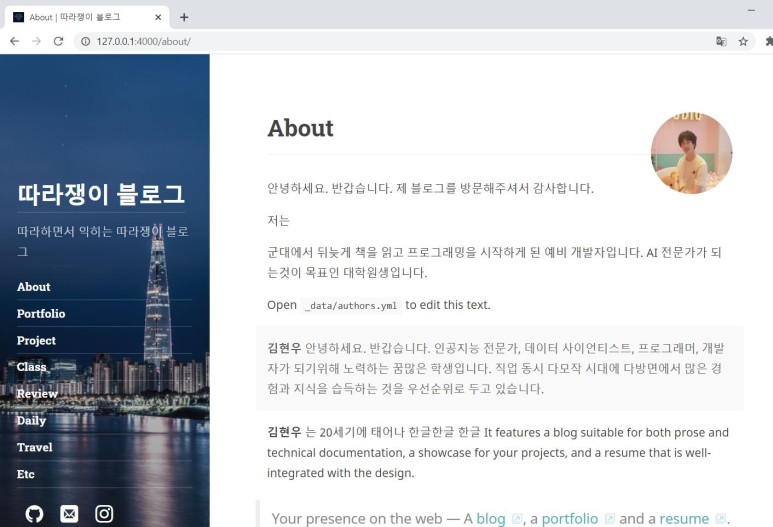 About | 따라쟁이 블로그
127.0.0.1:4000/about/
따라쟁이 블로그
따라하면서 익히는 따라쟁이 블로
그
About
Portfolio
Project
Class
Review
Daily
Travel
Etc
About
안녕하세요. 반갑습니다. 제 블로그를 방문해주셔서 감사합니다.
저는
군대에서 뒤늦게 책을 읽고 프로그래밍을 시작하게 된 예비 개발자입니다. AI 전문가가 되
는것이 목표인 대학원생입니다.
Open _data/authors.yml to edit this text.
김현우 안녕하세요. 반갑습니다. 인공지능 전문가, 데이터 사이언티스트, 프로그래머, 개발
자가 되기위해 노력하는 꿈많은 학생입니다. 직업 동시 다모작 시대에 다방면에서 많은 경
험과 지식을 습득하는 것을 우선순위로 두고 있습니다.
김현우 는 20세기에 태어나 한글한글 한글 It features a blog suitable for both prose and
technical documentation, a showcase for your projects, and a resume that is well-
integrated with the design.
Your presence on the web — A blog, a portfolio and a resume.